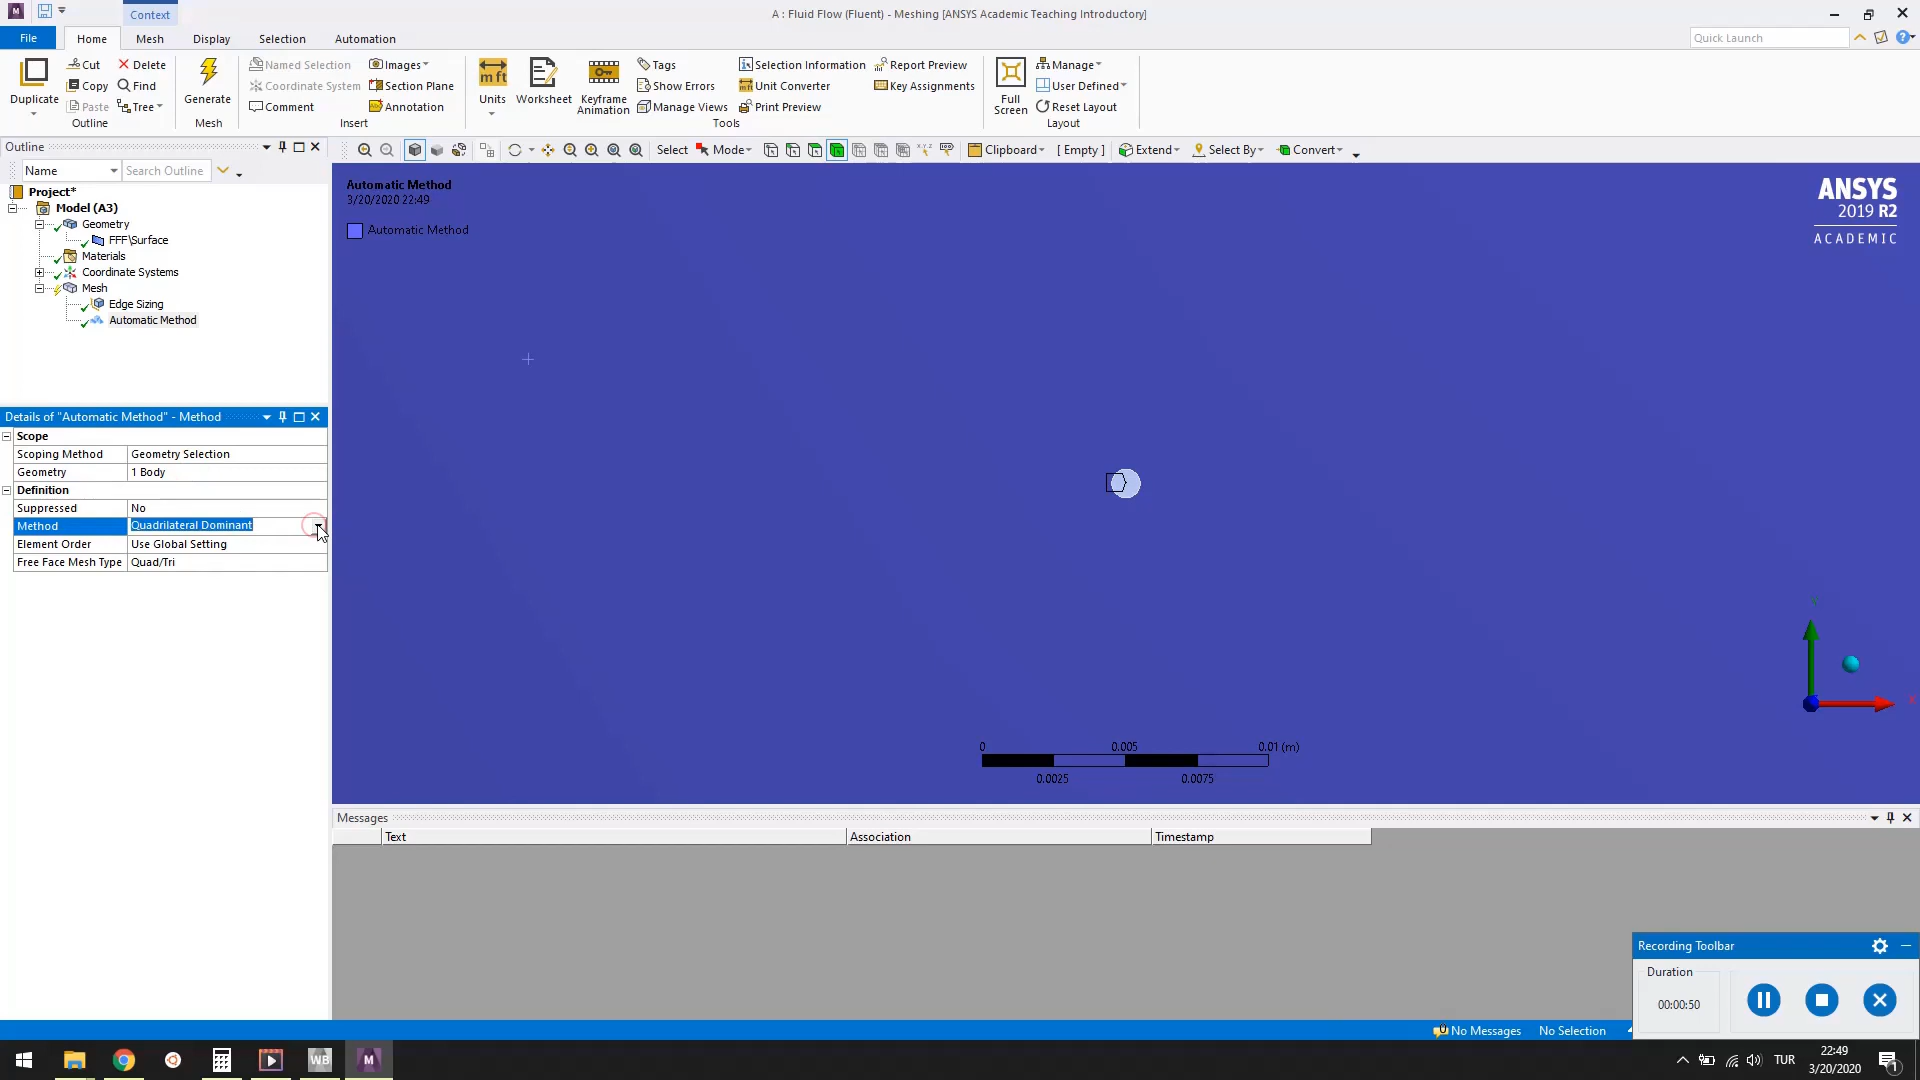 Context
A : Fluid Flow (Fluent) - Meshing [ANSYS Academic Teaching Introductory]
File
Home
Mesh
Display
Selection
Automation
Quick Launch
Duplicate
Cut
Copy
Paste
Delete
Find
Tree
Outline
Generate
Mesh
Named Selection
Coordinate System
Comment
Images
Section Plane
Annotation
Insert
Units
Worksheet
Keyframe
Animation
Tags
Show Errors
Manage Views
Selection Information
Unit Converter
Print Preview
Report Preview
Key Assignments
Tools
Full
Screen
Manage
User Defined
Reset Layout
Layout
Outline
Select
Mode
Clipboard
[ Empty ]
Extend
Select By
Convert
Name
Search Outline
Project*
Model (A3)
Geometry
FFF\Surface
Materials
Coordinate Systems
Mesh
Edge Sizing
Automatic Method
Automatic Method
3/20/2020 22:49
Automatic Method
ANSYS
2019 R2
ACADEMIC
Details of "Automatic Method" - Method
Scope
Scoping Method Geometry Selection
Geometry 1 Body
Definition
Suppressed No
Method Quadrilateral Dominant
Element Order Use Global Setting
Free Face Mesh Type Quad/Tri
0 0.005 0.01 (m)
0.0025 0.0075
Messages
Text Association Timestamp
Recording Toolbar
Duration
00:00:50
No Messages
No Selection
WB
M
TUR
22:49
3/20/2020
1